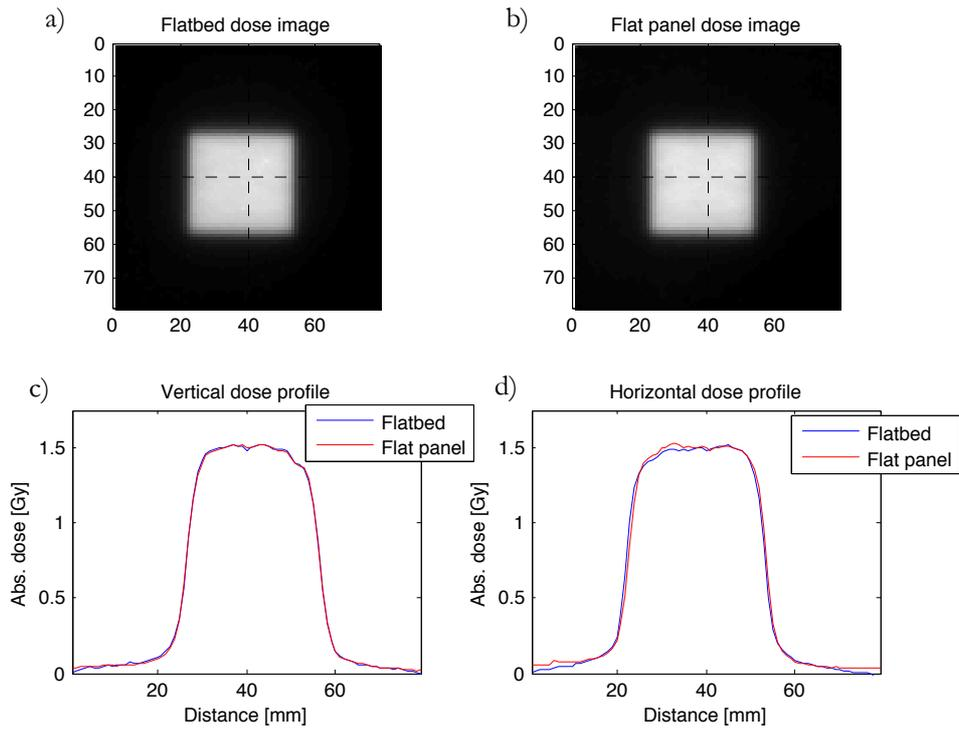 a)
Flatbed dose image
0
10
20
30
40
50
60
70
0 20 40 60
b)
Flat panel dose image
0
10
20
30
40
50
60
70
0 20 40 60
c)
Vertical dose profile
Flatbed
Flat panel
1.5
1
0.5
0
Abs. dose [Gy]
20 40 60
Distance [mm]
d)
Horizontal dose profile
Flatbed
Flat panel
1.5
1
0.5
0
Abs. dose [Gy]
20 40 60
Distance [mm]